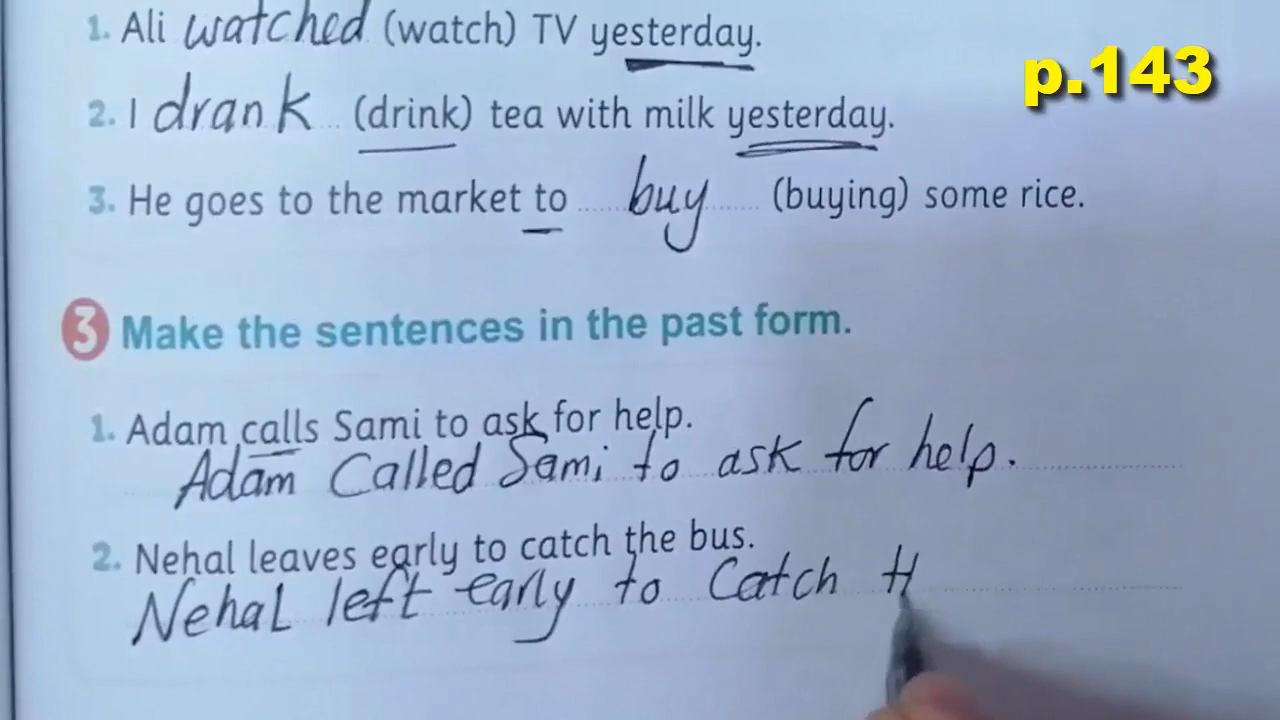 1. Ali watched (watch) TV yesterday.
p.143
2. I drank (drink) tea with milk yesterday.
3. He goes to the market to buy (buying) some rice.
3 Make the sentences in the past form.
1. Adam calls Sami to ask for help.
Adam Called Sami to ask for help.
2. Nehal leaves early to catch the bus.
Nehal left early to Catch th